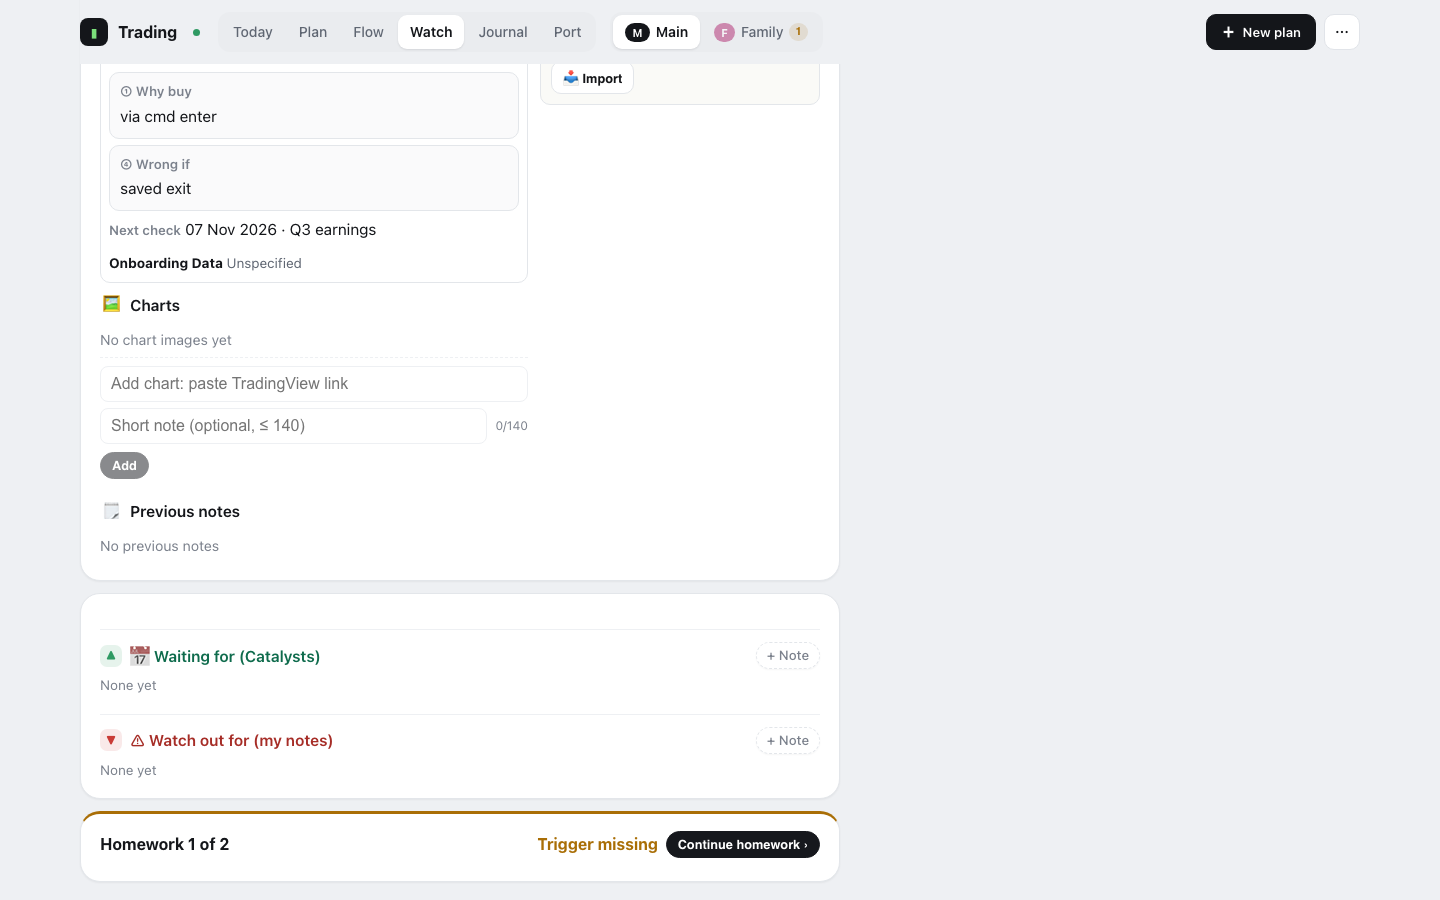 Trading
Today
Plan
Flow
Watch
Journal
Port
M Main
F Family 1
+ New plan
...
① Why buy
via cmd enter
④ Wrong if
saved exit
Next check 07 Nov 2026 · Q3 earnings
Onboarding Data Unspecified
Import
Charts
No chart images yet
Add chart: paste TradingView link
Short note (optional, ≤ 140)
0/140
Add
Previous notes
No previous notes
▲ 17 Waiting for (Catalysts)
+ Note
None yet
▼ ⚠ Watch out for (my notes)
+ Note
None yet
Homework 1 of 2
Trigger missing
Continue homework ›